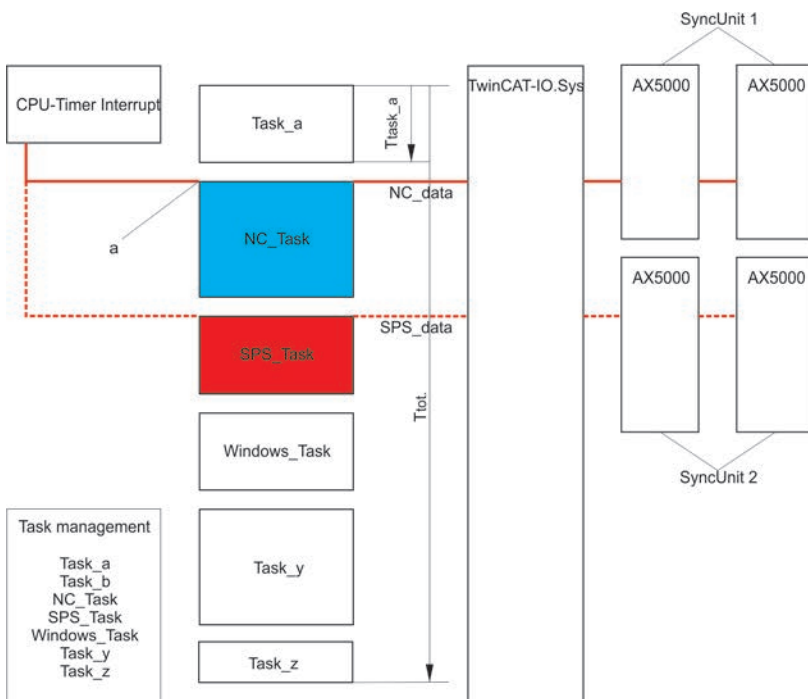 SyncUnit 1
CPU-Timer Interrupt
Task_a
Ttask_a
TwinCAT-IO.Sys
AX5000
AX5000
NC_data
a
NC_Task
AX5000
AX5000
SPS_data
SPS_Task
Ttot.
Windows_Task
SyncUnit 2
Task management
Task_a
Task_b
NC_Task
SPS_Task
Windows_Task
Task_y
Task_z
Task_y
Task_z